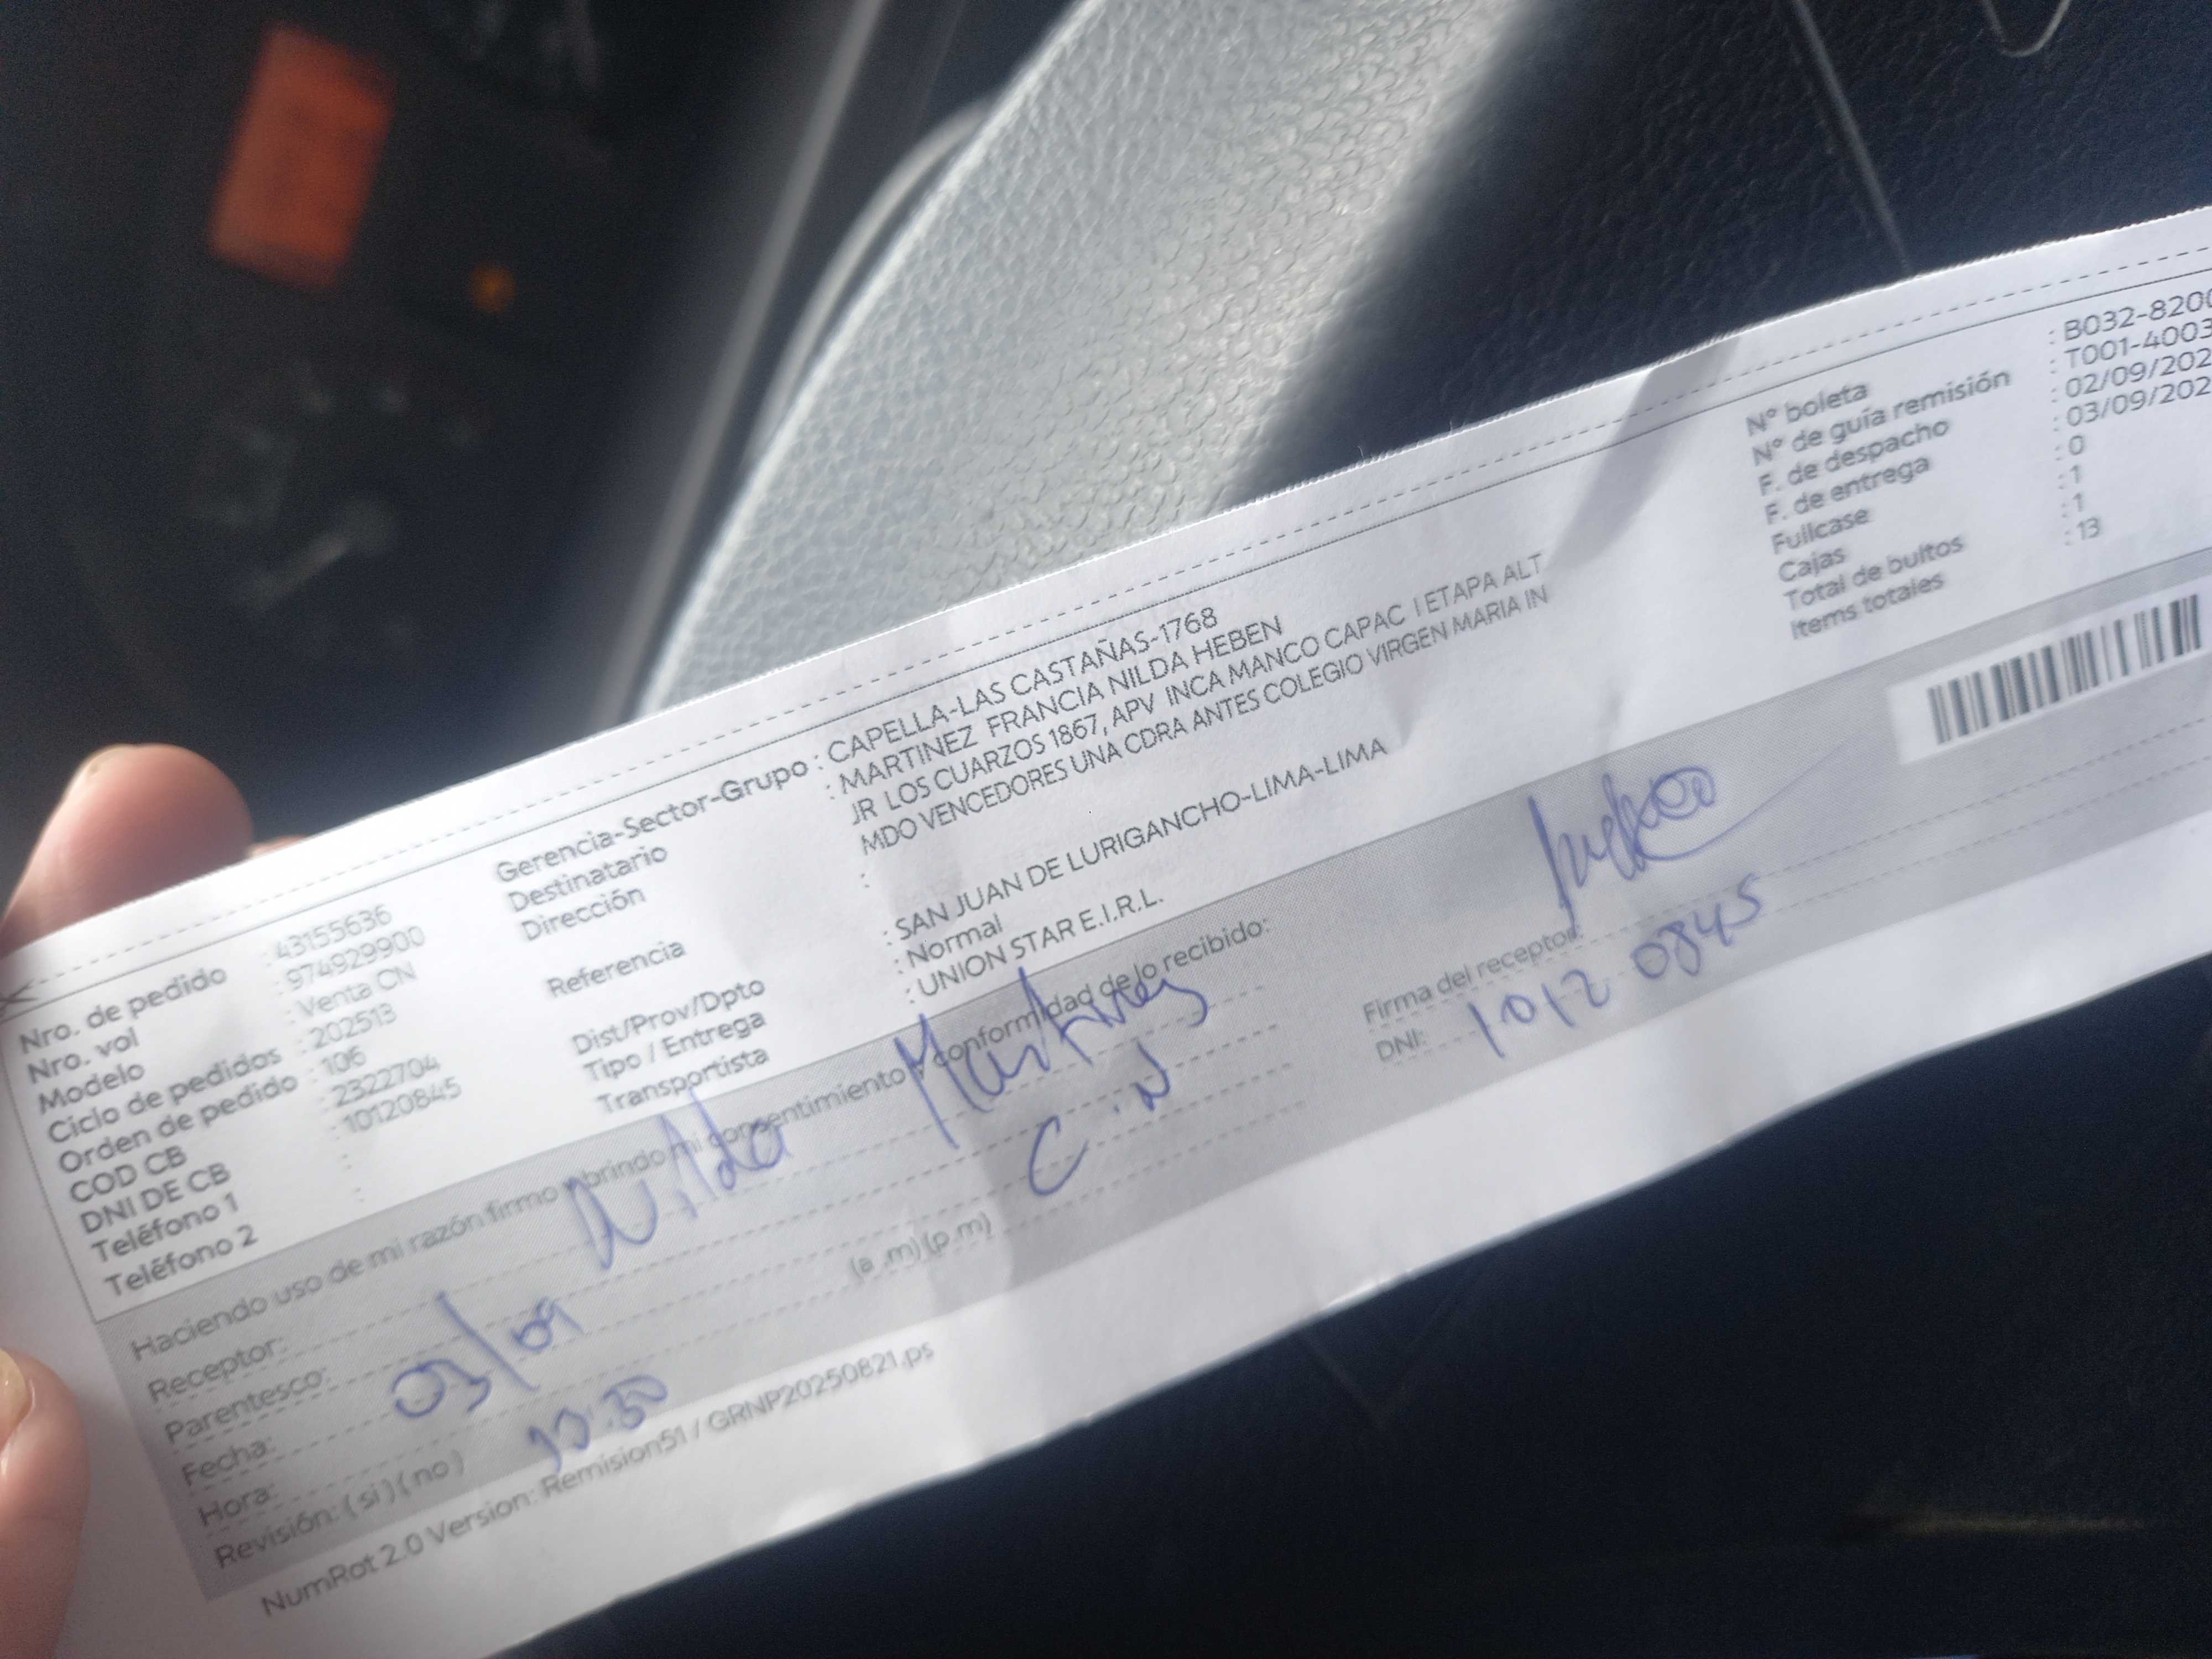 Nro. de pedido : 43155636
Nro. vol : 974929900
Modelo : Venta CN
Ciclo de pedidos : 202513
Orden de pedido : 106
COD CB : 2322704
DNI DE CB : 10120845
Teléfono 1 :
Teléfono 2 :
Gerencia-Sector-Grupo : CAPELLA-LAS CASTAÑAS-1768
Destinatario : MARTINEZ FRANCIA NILDA HEBEN
Dirección JR LOS CUARZOS 1867, APV INCA MANCO CAPAC I ETAPA ALT
MDO VENCEDORES UNA CDRA ANTES COLEGIO VIRGEN MARIA IN
Referencia :
Dist/Prov/Dpto : SAN JUAN DE LURIGANCHO-LIMA-LIMA
Tipo / Entrega : Normal
Transportista : UNION STAR E.I.R.L.
N° boleta : B032-820
N° de guía remisión : T001-4003
F. de despacho : 02/09/202
F. de entrega : 03/09/202
Fullcase : 0
Cajas : 1
Total de bultos : 1
Items totales : 13
Haciendo uso de mi razón firmo y brindo mi consentimiento y conformidad de lo recibido:
Receptor: Nilda Martinez
Parentesco: C.N
Fecha: 03/09
Hora: (a .m) (p .m)
Revisión: ( si ) ( no )
Firma del receptor:
DNI: 10120845
NumRot 2.0 Version: Remision51 / GRNP20250821.ps